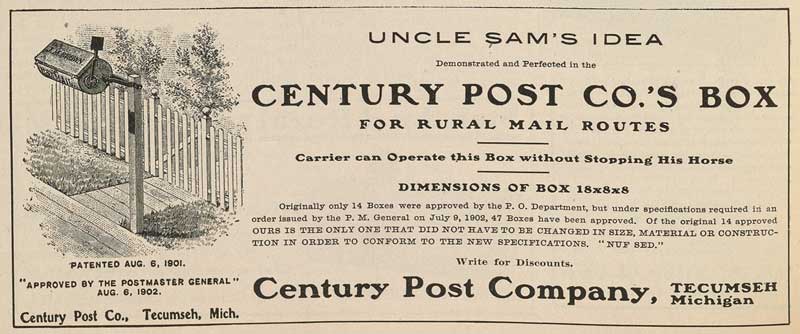 UNCLE SAM'S IDEA
Demonstrated and Perfected in the
CENTURY POST CO.'S BOX
FOR RURAL MAIL ROUTES
Carrier can Operate this Box without Stopping His Horse
DIMENSIONS OF BOX 18x8x8
Originally only 14 Boxes were approved by the P. O. Department, but under specifications required in an
order issued by the P. M. General on July 9, 1902, 47 Boxes have been approved. Of the original 14 approved
OURS IS THE ONLY ONE THAT DID NOT HAVE TO BE CHANGED IN SIZE, MATERIAL OR CONSTRUC-
TION IN ORDER TO CONFORM TO THE NEW SPECIFICATIONS. "NUF SED."
Write for Discounts.
Century Post Company, TECUMSEH
Michigan
PATENTED AUG. 6, 1901.
"APPROVED BY THE POSTMASTER GENERAL"
AUG. 6, 1902.
Century Post Co., Tecumseh, Mich.